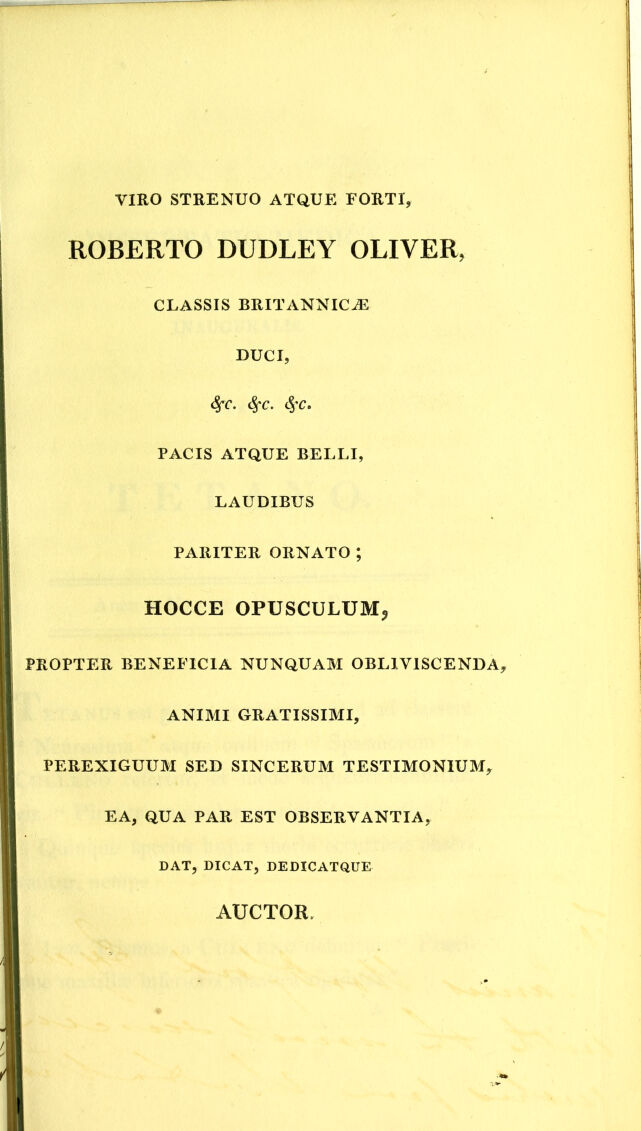 VIRO STRENUO ATQUE FORTI,
ROBERTO DUDLEY OLIVER,
CLASSIS BRITANNICÆ
DUCI,
&c. &c. &c.
PACIS ATQUE BELLI,
LAUDIBUS
PARITER ORNATO;
HOCCE OPUSCULUM,
PROPTER BENEFICIA NUNQUAM OBLIVISCENDA,
ANIMI GRATISSIMI,
PEREXIGUUM SED SINCERUM TESTIMONIUM,
EA, QUA PAR EST OBSERVANTIA,
DAT, DICAT, DEDICATQUE
AUCTOR.